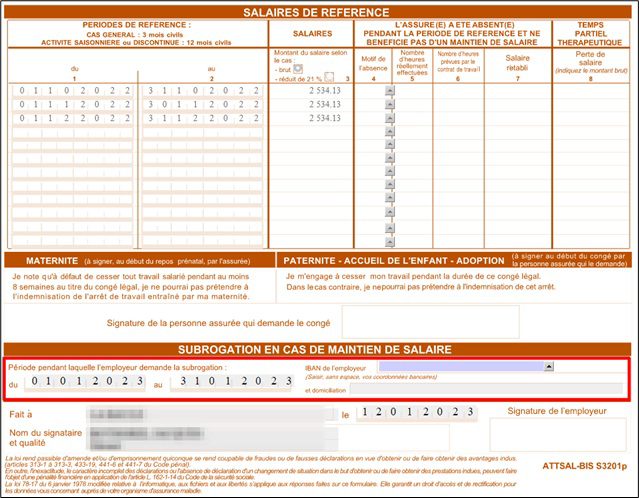 SALAIRES DE REFERENCE
PERIODES DE REFERENCE :
CAS GENERAL : 3 mois civils
ACTIVITE SAISONNIERE ou DISCONTINUE : 12 mois civils
SALAIRES
L'ASSURE(E) A ETE ABSENT(E)
PENDANT LA PERIODE DE REFERENCE ET NE
BENEFICIE PAS D'UN MAINTIEN DE SALAIRE
TEMPS
PARTIEL
THERAPEUTIQUE
du
1
au
2
Montant du salaire selon
le cas :
- brut
- réduit de 21 % 3
Motif de
l'absence
4
Nombre
d'heures
réellement
effectuées
5
Nombre d'heures
prévues par le
contrat de travail
6
Salaire
rétabli
7
Perte de
salaire
(indiquez le montant brut)
8
0 1 1 0 2 0 2 2 3 1 1 0 2 0 2 2 2 534.13
0 1 1 1 2 0 2 2 3 0 1 1 2 0 2 2 2 534.13
0 1 1 2 2 0 2 2 3 1 1 2 2 0 2 2 2 534.13
MATERNITE (à signer, au début du repos prénatal, par l'assurée)
PATERNITE - ACCUEIL DE L'ENFANT - ADOPTION (à signer au début du congé par la personne assurée qui le demande)
Je note qu'à défaut de cesser tout travail salarié pendant au moins
8 semaines au titre du congé légal, je ne pourrai pas prétendre à
l'indemnisation de l'arrêt de travail entraîné par ma maternité.
Je m'engage à cesser mon travail pendant la durée de ce congé légal.
Dans le cas contraire, je ne pourrai pas prétendre à l'indemnisation de cet arrêt.
Signature de la personne assurée qui demande le congé
SUBROGATION EN CAS DE MAINTIEN DE SALAIRE
Période pendant laquelle l'employeur demande la subrogation :
du 0 1 0 1 2 0 2 3 au 3 1 0 1 2 0 2 3
IBAN de l'employeur
(Saisir, sans espace, vos coordonnées bancaires)
et domiciliation
Fait à
le 1 2 0 1 2 0 2 3
Signature de l'employeur
Nom du signataire
et qualité
La loi rend passible d'amende et/ou d'emprisonnement quiconque se rend coupable de fraudes ou de fausses déclarations en vue d'obtenir ou de faire obtenir des avantages indus.
(articles 313-1 à 313-3, 433-19, 441-6 et 441-7 du Code pénal).
En outre, l'inexactitude, le caractère incomplet des déclarations ou l'absence de déclaration d'un changement de situation dans le but d'obtenir ou de faire obtenir des prestations indues, peuvent faire
l'objet d'une pénalité financière en application de l'article L. 162-1-14 du Code de la sécurité sociale.
La loi 78-17 du 6 janvier 1978 modifiée relative à l'informatique, aux fichiers et aux libertés s'applique aux réponses faites sur ce formulaire. Elle garantit un droit d'accès et de rectification pour
les données vous concernant auprès de votre organisme d'assurance maladie.
ATTSAL-BIS S3201p